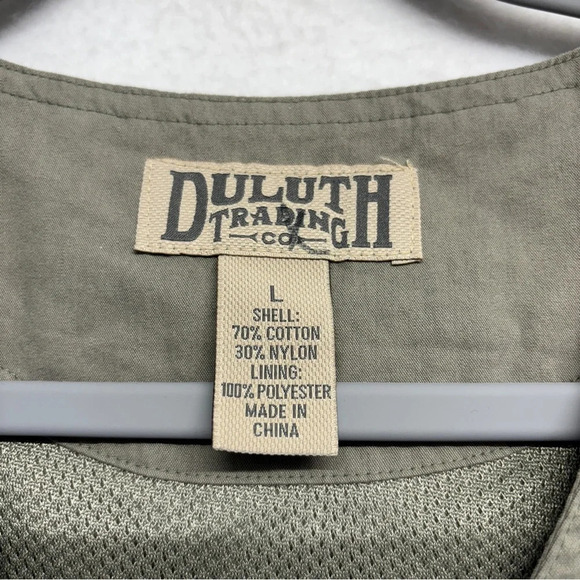 DULUTH
TRADING
CO
L
SHELL:
70% COTTON
30% NYLON
LINING:
100% POLYESTER
MADE IN
CHINA